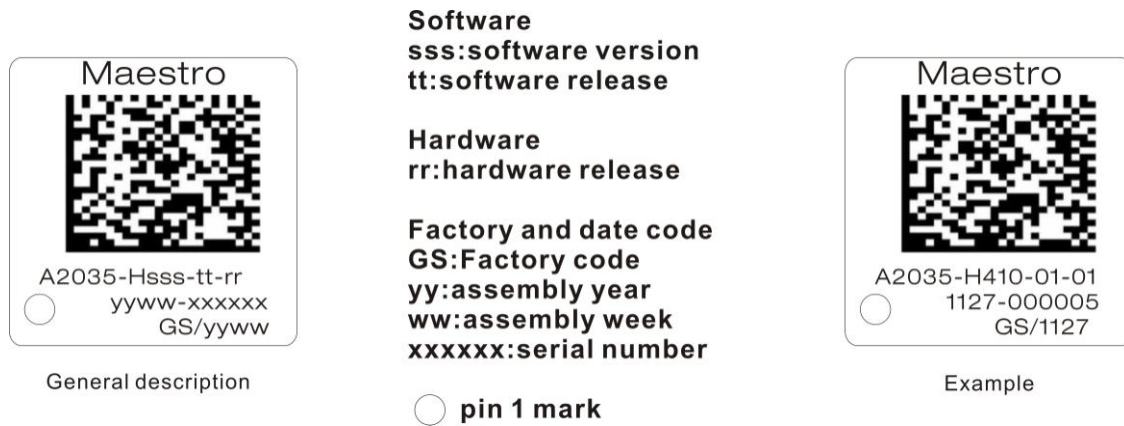 Maestro
A2035-Hsss-tt-rr
yyww-xxxxxx
GS/yyww
General description
Software
sss:software version
tt:software release
Hardware
rr:hardware release
Factory and date code
GS:Factory code
yy:assembly year
ww:assembly week
xxxxxx:serial number
pin 1 mark
Maestro
A2035-H410-01-01
1127-000005
GS/1127
Example